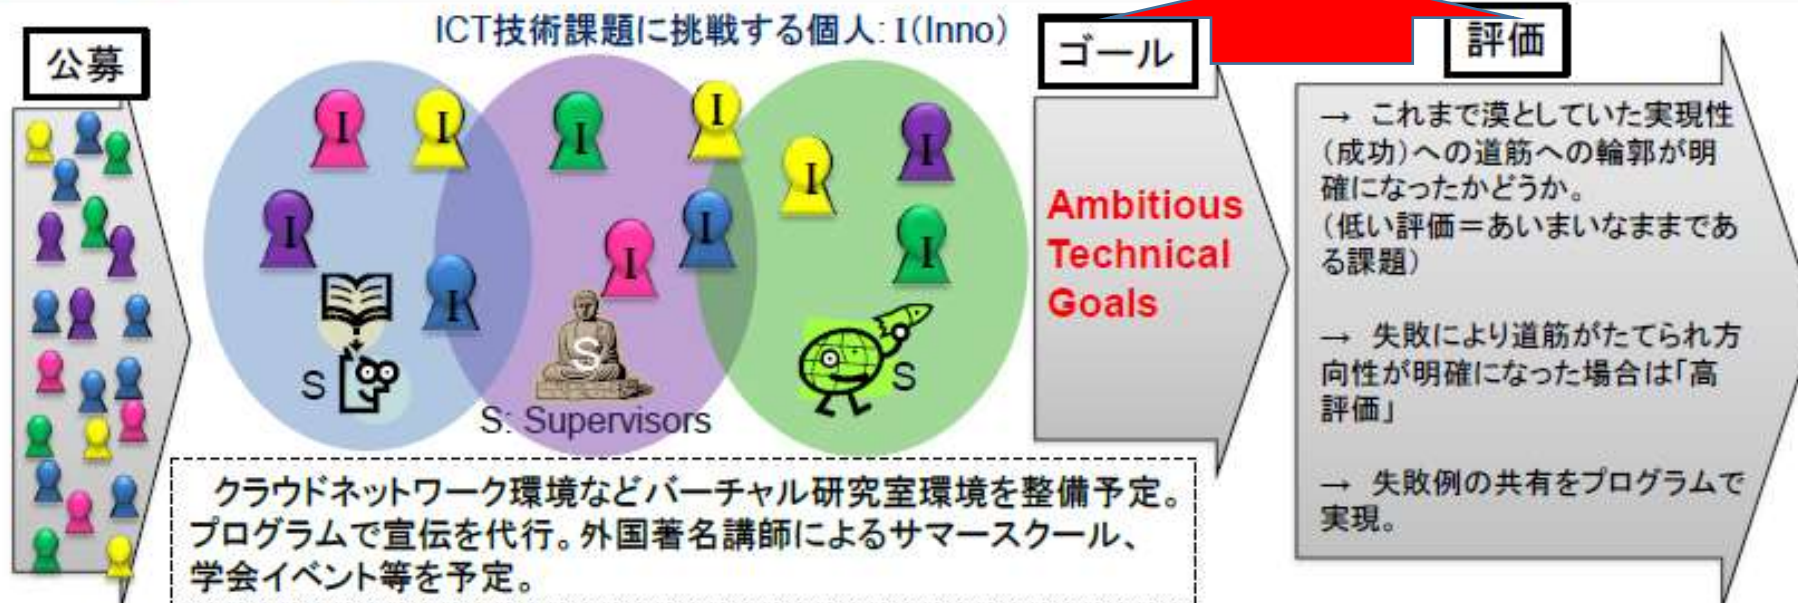 公募
ICT技術課題に挑戦する個人: I(Inno)
I
I
I
I
I
I
I
I
I
I
I
I
S
S
S
S: Supervisors
クラウドネットワーク環境などバーチャル研究室環境を整備予定。
プログラムで宣伝を代行。外国著名講師によるサマースクール、
学会イベント等を予定。
ゴール
Ambitious
Technical
Goals
評価
→ これまで漠としていた実現性
(成功)への道筋への輪郭が明
確になったかどうか。
(低い評価=あいまいなままであ
る課題)
→ 失敗により道筋がたてられ方
向性が明確になった場合は「高
評価」
→ 失敗例の共有をプログラムで
実現。